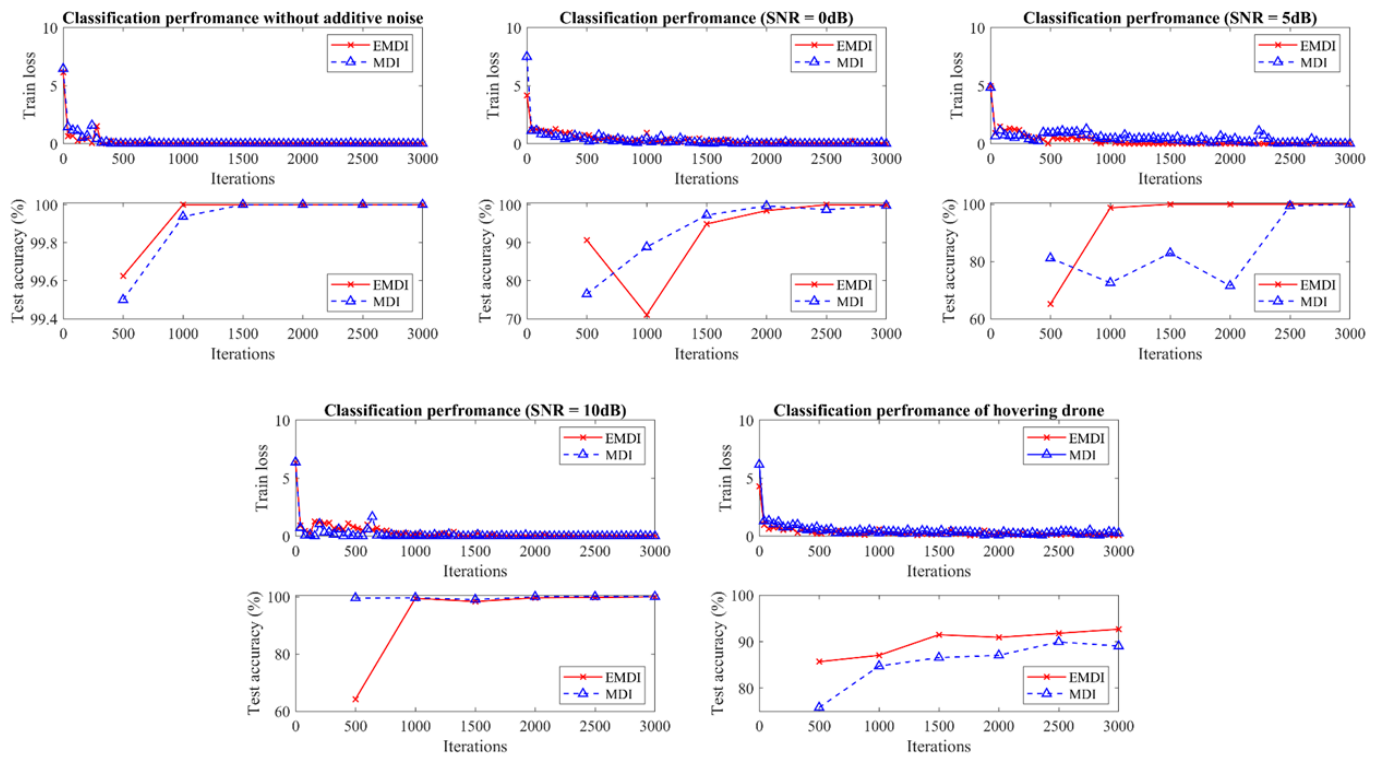 Classification perfromance without additive noise
10
5
0
Train loss
EMDI
MDI
0 500 1000 1500 2000 2500 3000
Iterations
100
99.8
99.6
99.4
Test accuracy (%)
EMDI
MDI
0 500 1000 1500 2000 2500 3000
Iterations
Classification perfromance (SNR = 0dB)
10
5
0
Train loss
EMDI
MDI
0 500 1000 1500 2000 2500 3000
Iterations
100
90
80
70
Test accuracy (%)
EMDI
MDI
0 500 1000 1500 2000 2500 3000
Iterations
Classification perfromance (SNR = 5dB)
10
5
0
Train loss
EMDI
MDI
0 500 1000 1500 2000 2500 3000
Iterations
100
80
60
Test accuracy (%)
EMDI
MDI
0 500 1000 1500 2000 2500 3000
Iterations
Classification perfromance (SNR = 10dB)
10
5
0
Train loss
EMDI
MDI
0 500 1000 1500 2000 2500 3000
Iterations
100
80
60
Test accuracy (%)
EMDI
MDI
0 500 1000 1500 2000 2500 3000
Iterations
Classification perfromance of hovering drone
10
5
0
Train loss
EMDI
MDI
0 500 1000 1500 2000 2500 3000
Iterations
100
90
80
Test accuracy (%)
EMDI
MDI
0 500 1000 1500 2000 2500 3000
Iterations